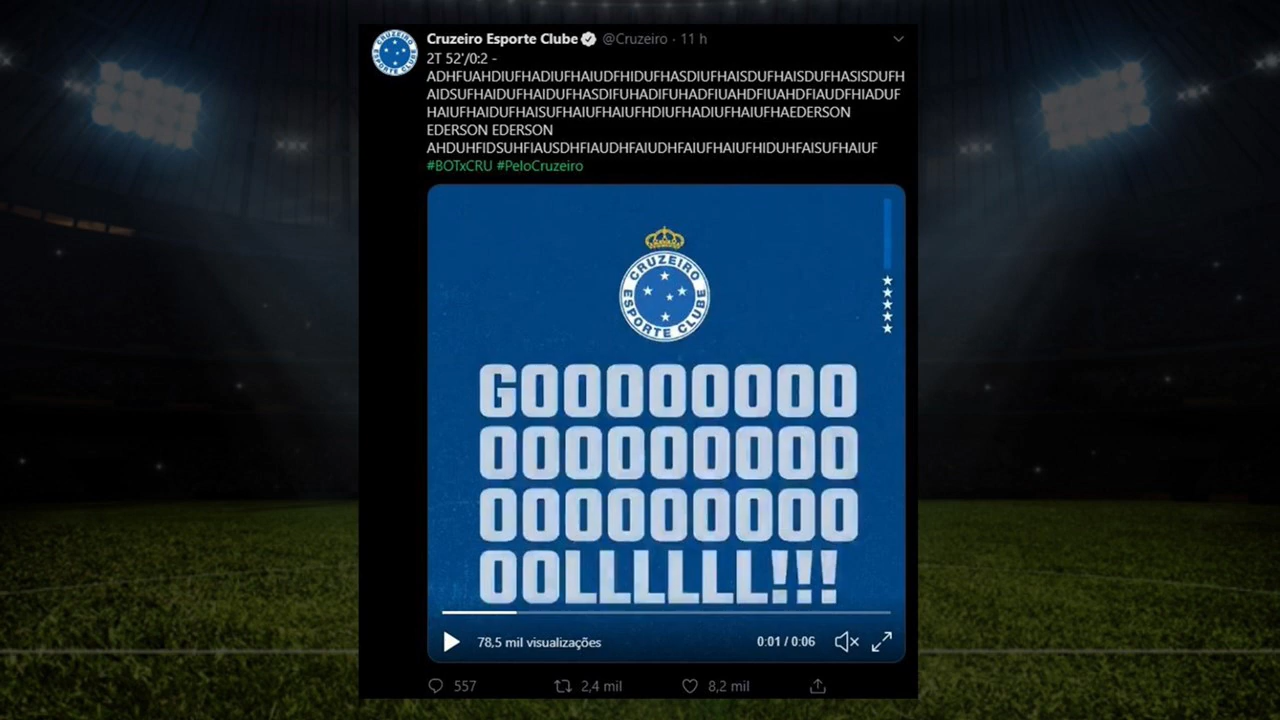 Cruzeiro Esporte Clube @Cruzeiro · 11 h
2T 52'/0:2 -
ADHFUAHDIUFHADIUFHAIUDFHIDUFHASDIUFHAISDUFHAISDUFHASISDUFH
AIDSUFHAIDUFHAIDUFHASDIFUHADIFUHADFIUAHDFIUAHDFIAUDFHIADUF
HAIUFHAIDUFHAISUFHAIUFHAIUFHDIUFHADIUFHAIUFHAEDERSON
EDERSON EDERSON
AHDUHFIDSUHFIAUSDHFIAUDHFAIUDHFAIUFHAIUFHIDUHFAISUFHAIUF
#BOTxCRU #PeloCruzeiro
CRUZEIRO
ESPORTE CLUBE
GOOOOOOOO
OOOOOOOOO
OOOOOOOOO
OOLLLLLL!!!
78,5 mil visualizações
0:01 / 0:06
557
2,4 mil
8,2 mil